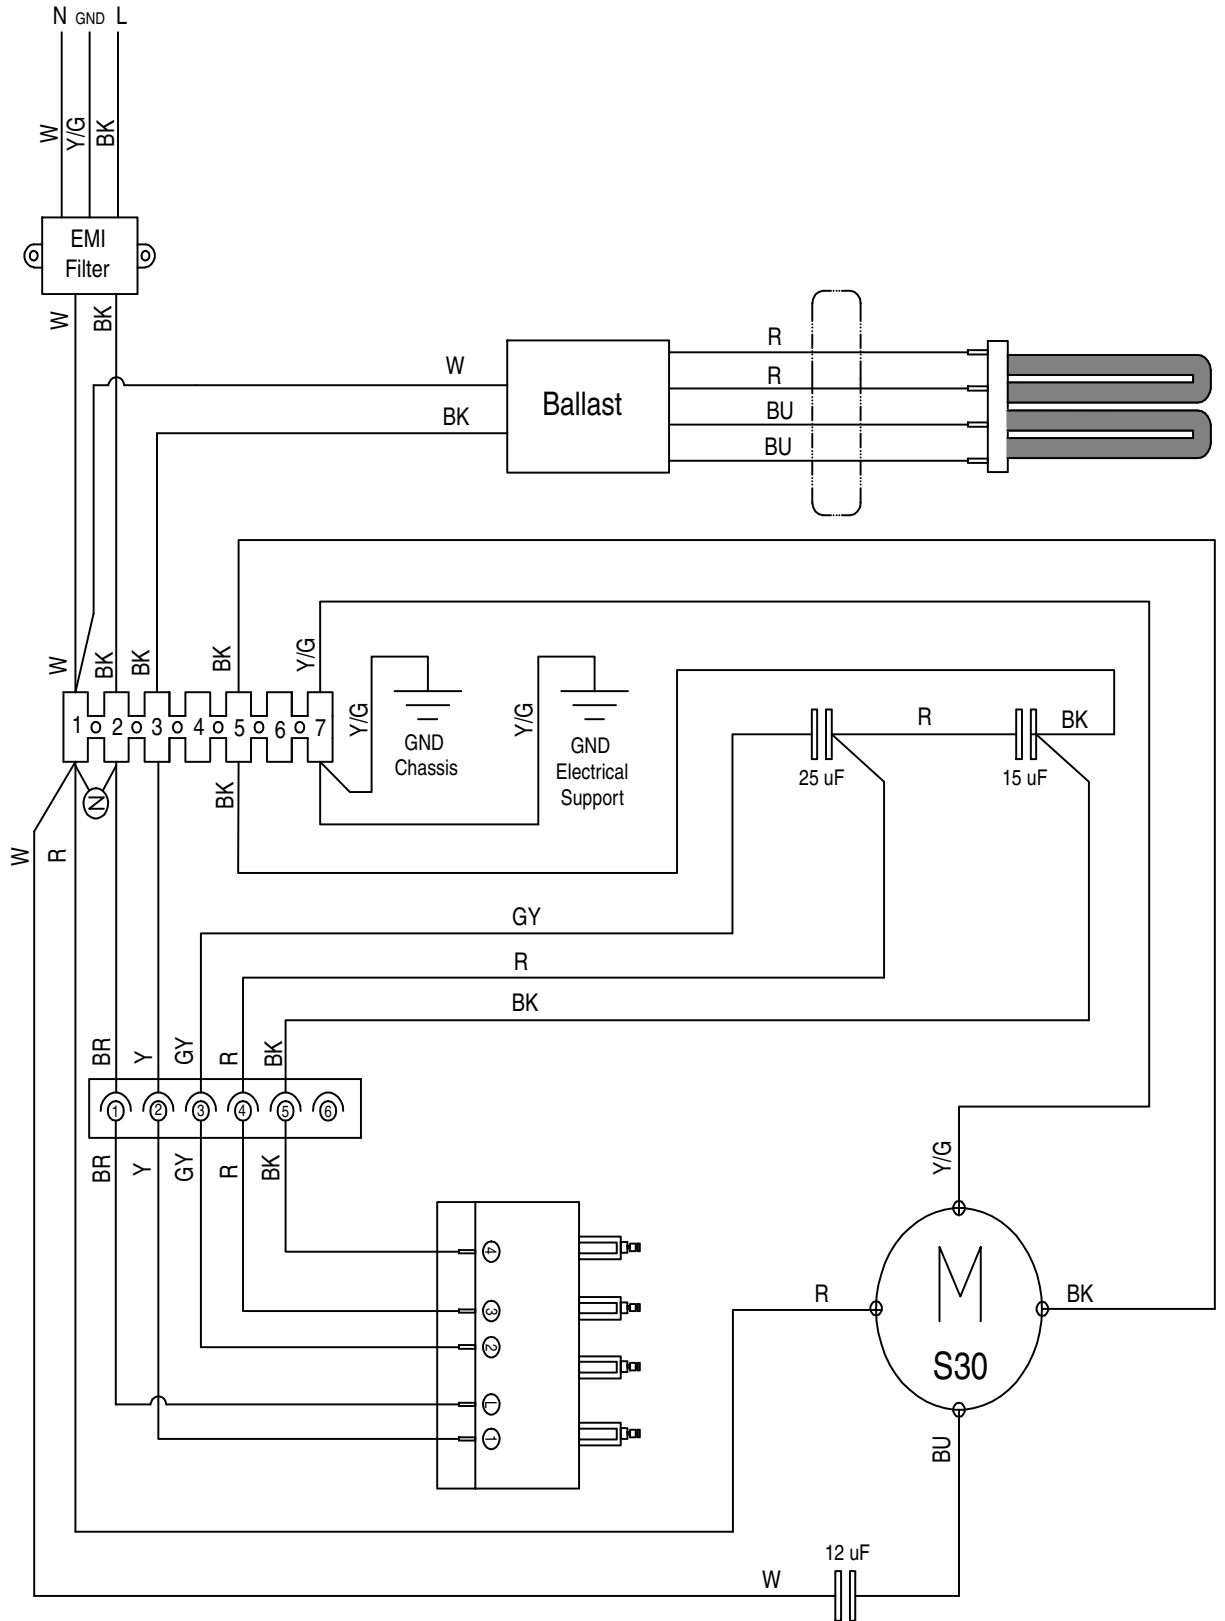 N GND L
W Y/G BK
EMI
Filter
W BK
W
BK
Ballast
R
R
BU
BU
W BK BK BK Y/G
1 2 3 4 5 6 7
Y/G
GND
Chassis
Y/G
GND
Electrical
Support
25 uF
R
15 uF
BK
N
BK
W R
GY
R
BK
BR Y GY R BK
1 2 3 4 5 6
BR Y GY R BK
4
3
2
L
1
Y/G
R
M
S30
BK
BU
12 uF
W